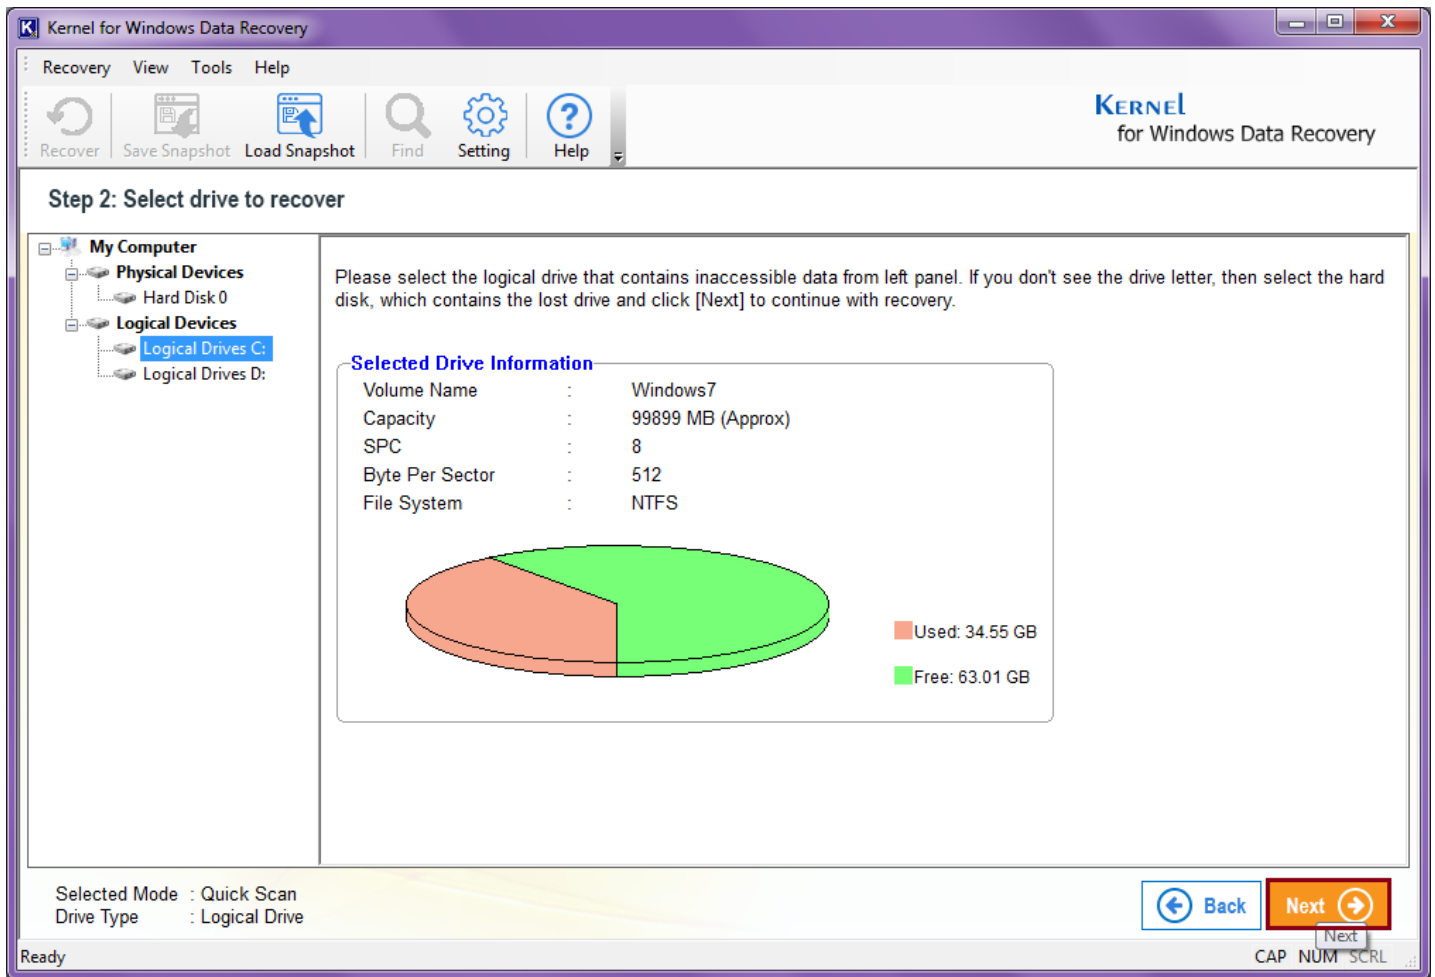 Kernel for Windows Data Recovery
Recovery View Tools Help
Recover Save Snapshot Load Snapshot Find Setting Help
KERNEL
for Windows Data Recovery
Step 2: Select drive to recover
My Computer
Physical Devices
Hard Disk 0
Logical Devices
Logical Drives C:
Logical Drives D:
Please select the logical drive that contains inaccessible data from left panel. If you don't see the drive letter, then select the hard
disk, which contains the lost drive and click [Next] to continue with recovery.
Selected Drive Information
Volume Name : Windows7
Capacity : 99899 MB (Approx)
SPC : 8
Byte Per Sector : 512
File System : NTFS
Used: 34.55 GB
Free: 63.01 GB
Selected Mode : Quick Scan
Drive Type : Logical Drive
Back Next
Next
Ready CAP NUM SCRL